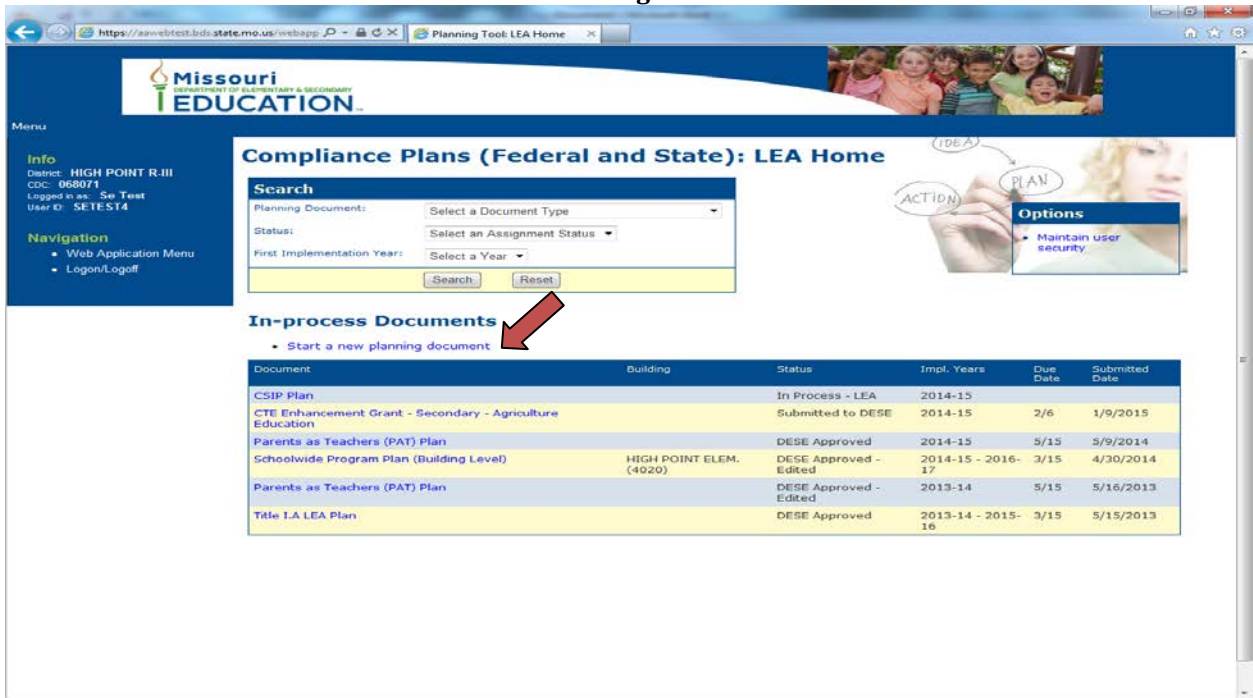 https://aawebtest.bds.state.mo.us/webapp
Planning Tool: LEA Home
Missouri
DEPARTMENT OF ELEMENTARY & SECONDARY
EDUCATION
Menu
Info
District: HIGH POINT R-III
CDC: 068071
Logged in as: Se Test
User ID: SETEST4
Navigation
• Web Application Menu
• Logon/Logoff
Compliance Plans (Federal and State): LEA Home
Search
Planning Document: Select a Document Type
Status: Select an Assignment Status
First Implementation Year: Select a Year
Search Reset
IDEA
PLAN
ACTION
Options
• Maintain user
security
In-process Documents
• Start a new planning document
Document Building Status Impl. Years Due Date Submitted Date
CSIP Plan In Process - LEA 2014-15
CTE Enhancement Grant - Secondary - Agriculture Submitted to DESE 2014-15 2/6 1/9/2015
Education
Parents as Teachers (PAT) Plan DESE Approved 2014-15 5/15 5/9/2014
Schoolwide Program Plan (Building Level) HIGH POINT ELEM. DESE Approved - 2014-15 - 2016- 3/15 4/30/2014
(4020) Edited 17
Parents as Teachers (PAT) Plan DESE Approved - 2013-14 5/15 5/16/2013
Edited
Title I.A LEA Plan DESE Approved 2013-14 - 2015- 3/15 5/15/2013
16